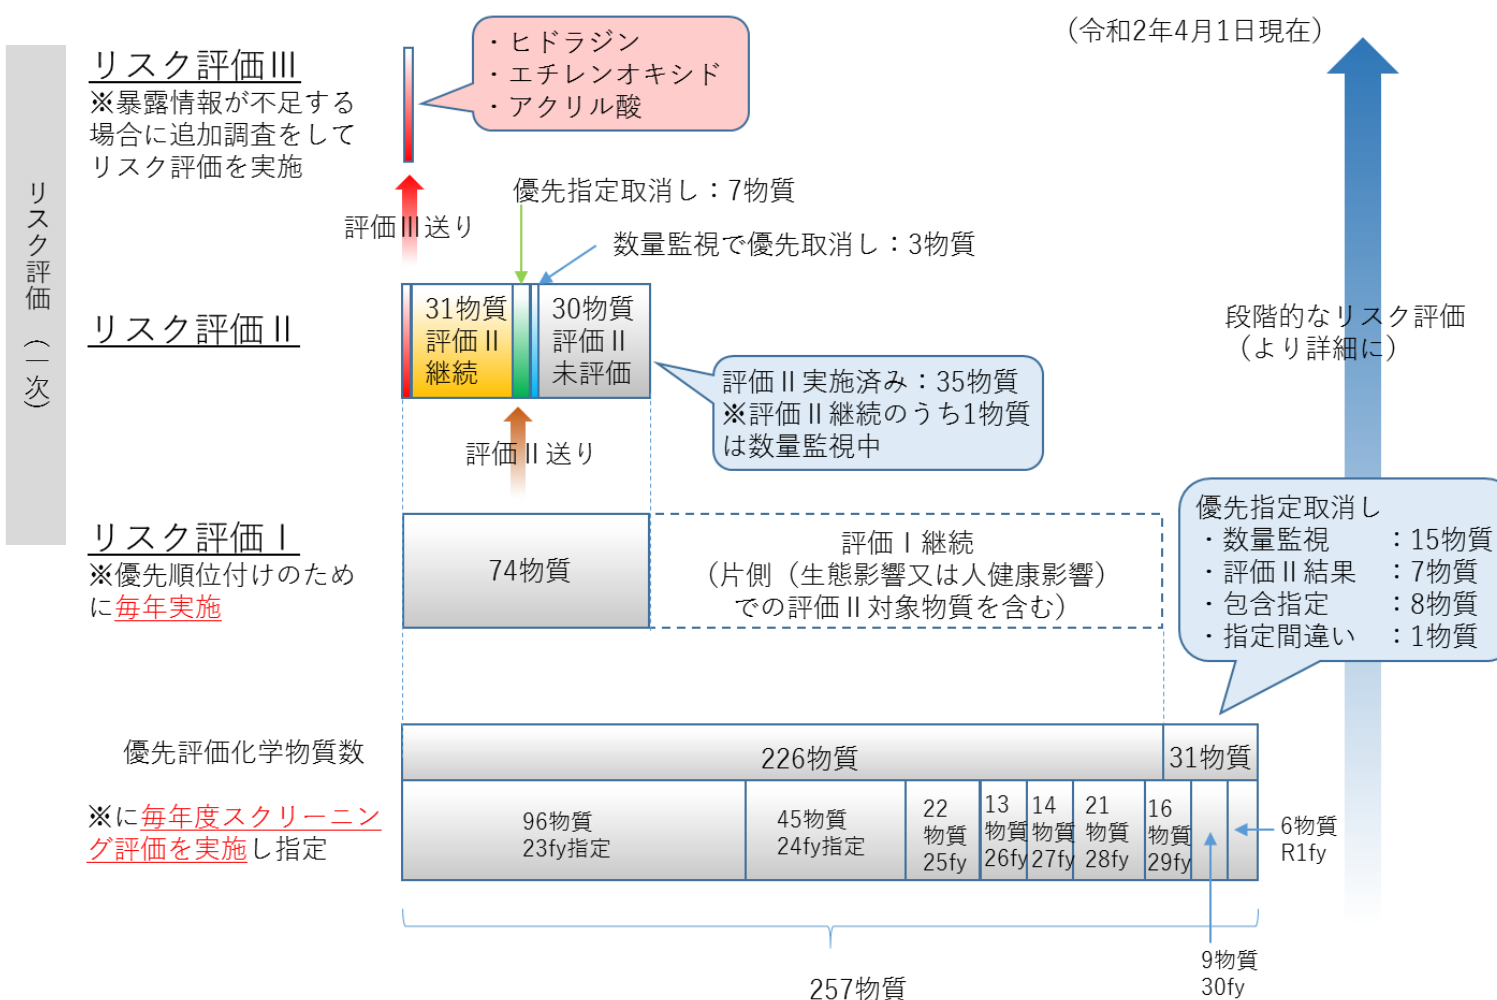 （令和2年4月1日現在）
リスク評価（一次）
リスク評価Ⅲ
※暴露情報が不足する
場合に追加調査をして
リスク評価を実施
・ヒドラジン
・エチレンオキシド
・アクリル酸
評価Ⅲ送り
優先指定取消し：7物質
数量監視で優先取消し：3物質
リスク評価Ⅱ
31物質
評価Ⅱ
継続
30物質
評価Ⅱ
未評価
段階的なリスク評価
（より詳細に）
評価Ⅱ実施済み：35物質
※評価Ⅱ継続のうち1物質
は数量監視中
評価Ⅱ送り
リスク評価Ⅰ
※優先順位付けのため
に毎年実施
74物質
評価Ⅰ継続
（片側（生態影響又は人健康影響）
での評価Ⅱ対象物質を含む）
優先指定取消し
・数量監視　　：15物質
・評価Ⅱ結果　：7物質
・包含指定　　：8物質
・指定間違い　：1物質
優先評価化学物質数
226物質
31物質
※に毎年度スクリーニン
グ評価を実施し指定
96物質
23fy指定
45物質
24fy指定
22
物質
25fy
13
物質
26fy
14
物質
27fy
21
物質
28fy
16
物質
29fy
6物質
R1fy
9物質
30fy
257物質